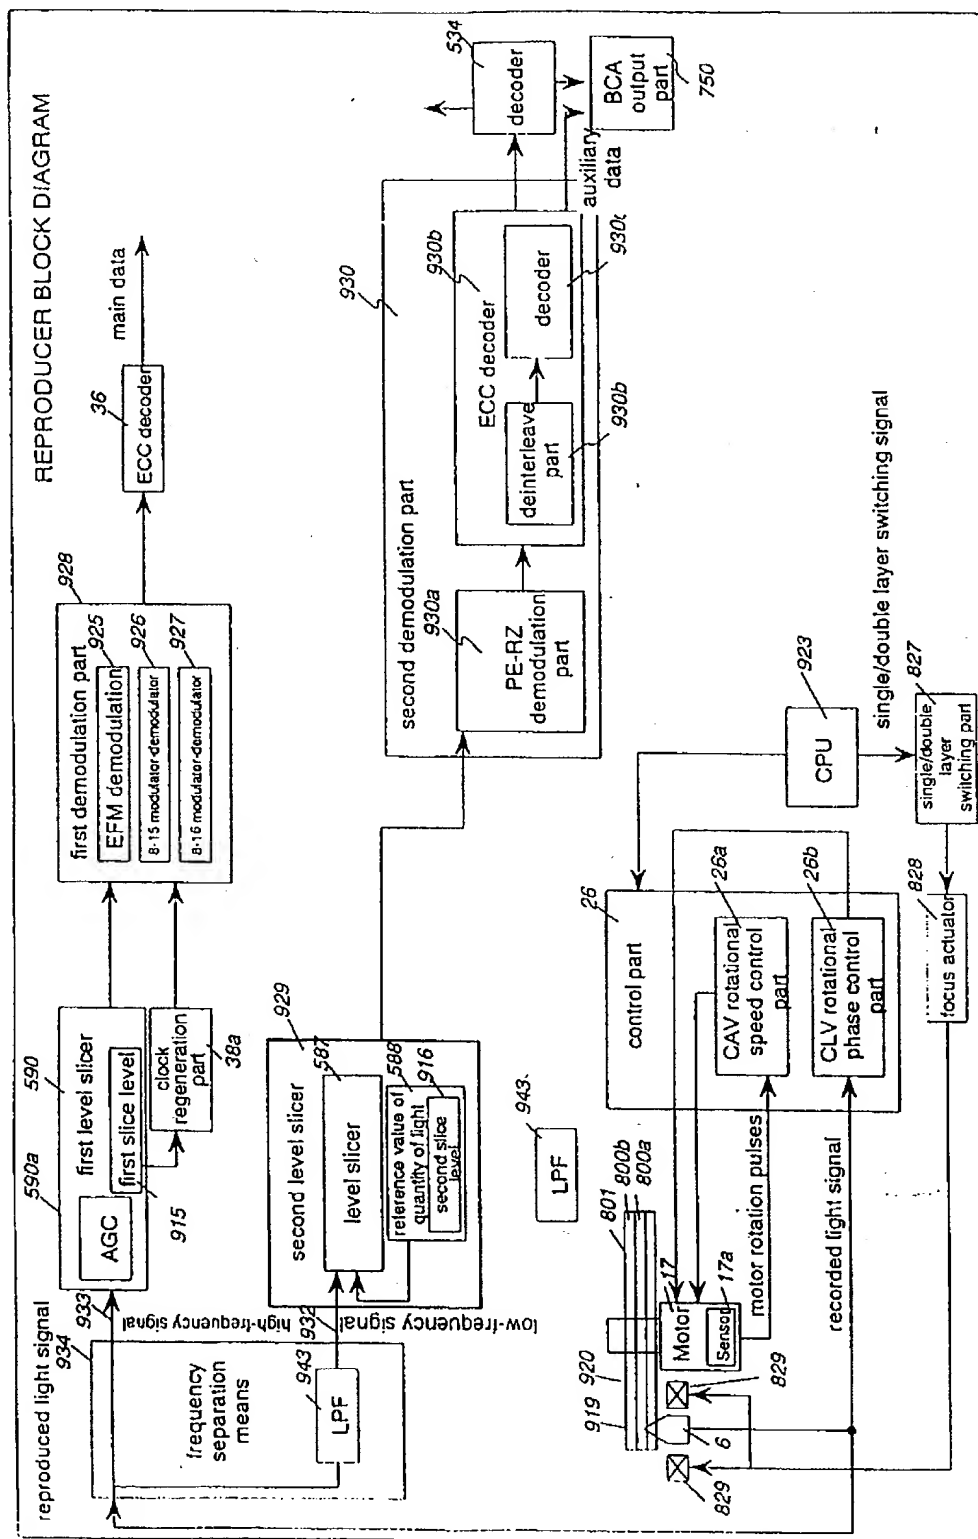 REPRODUCER BLOCK DIAGRAM
reproduced light signal
934
933
frequency
separation
means
943
LPF
high-frequency signal
932
low-frequency signal
590a
590
first level slicer
AGC
first slice level
915
clock
regeneration
part
38a
928
first demodulation part
925
EFM demodulation
926
8-15 modulator-demodulator
927
8-16 modulator-demodulator
36
ECC decoder
main data
929
second level slicer
587
level slicer
588
reference value of
quantity of light
916
second slice
level
930
second demodulation part
930a
PE-RZ
demodulation
part
930b
ECC decoder
deinterleave
part
930b
decoder
auxiliary
data
534
decoder
BCA
output
part
750
943
LPF
919
920
801
800b
800a
17
Motor
17a
Sensor
829
6
829
motor rotation pulses
recorded light signal
26
control part
26a
CAV rotational
speed control
part
26b
CLV rotational
phase control
part
923
CPU
single/double layer switching signal
827
single/double
layer
switching part
828
focus actuator